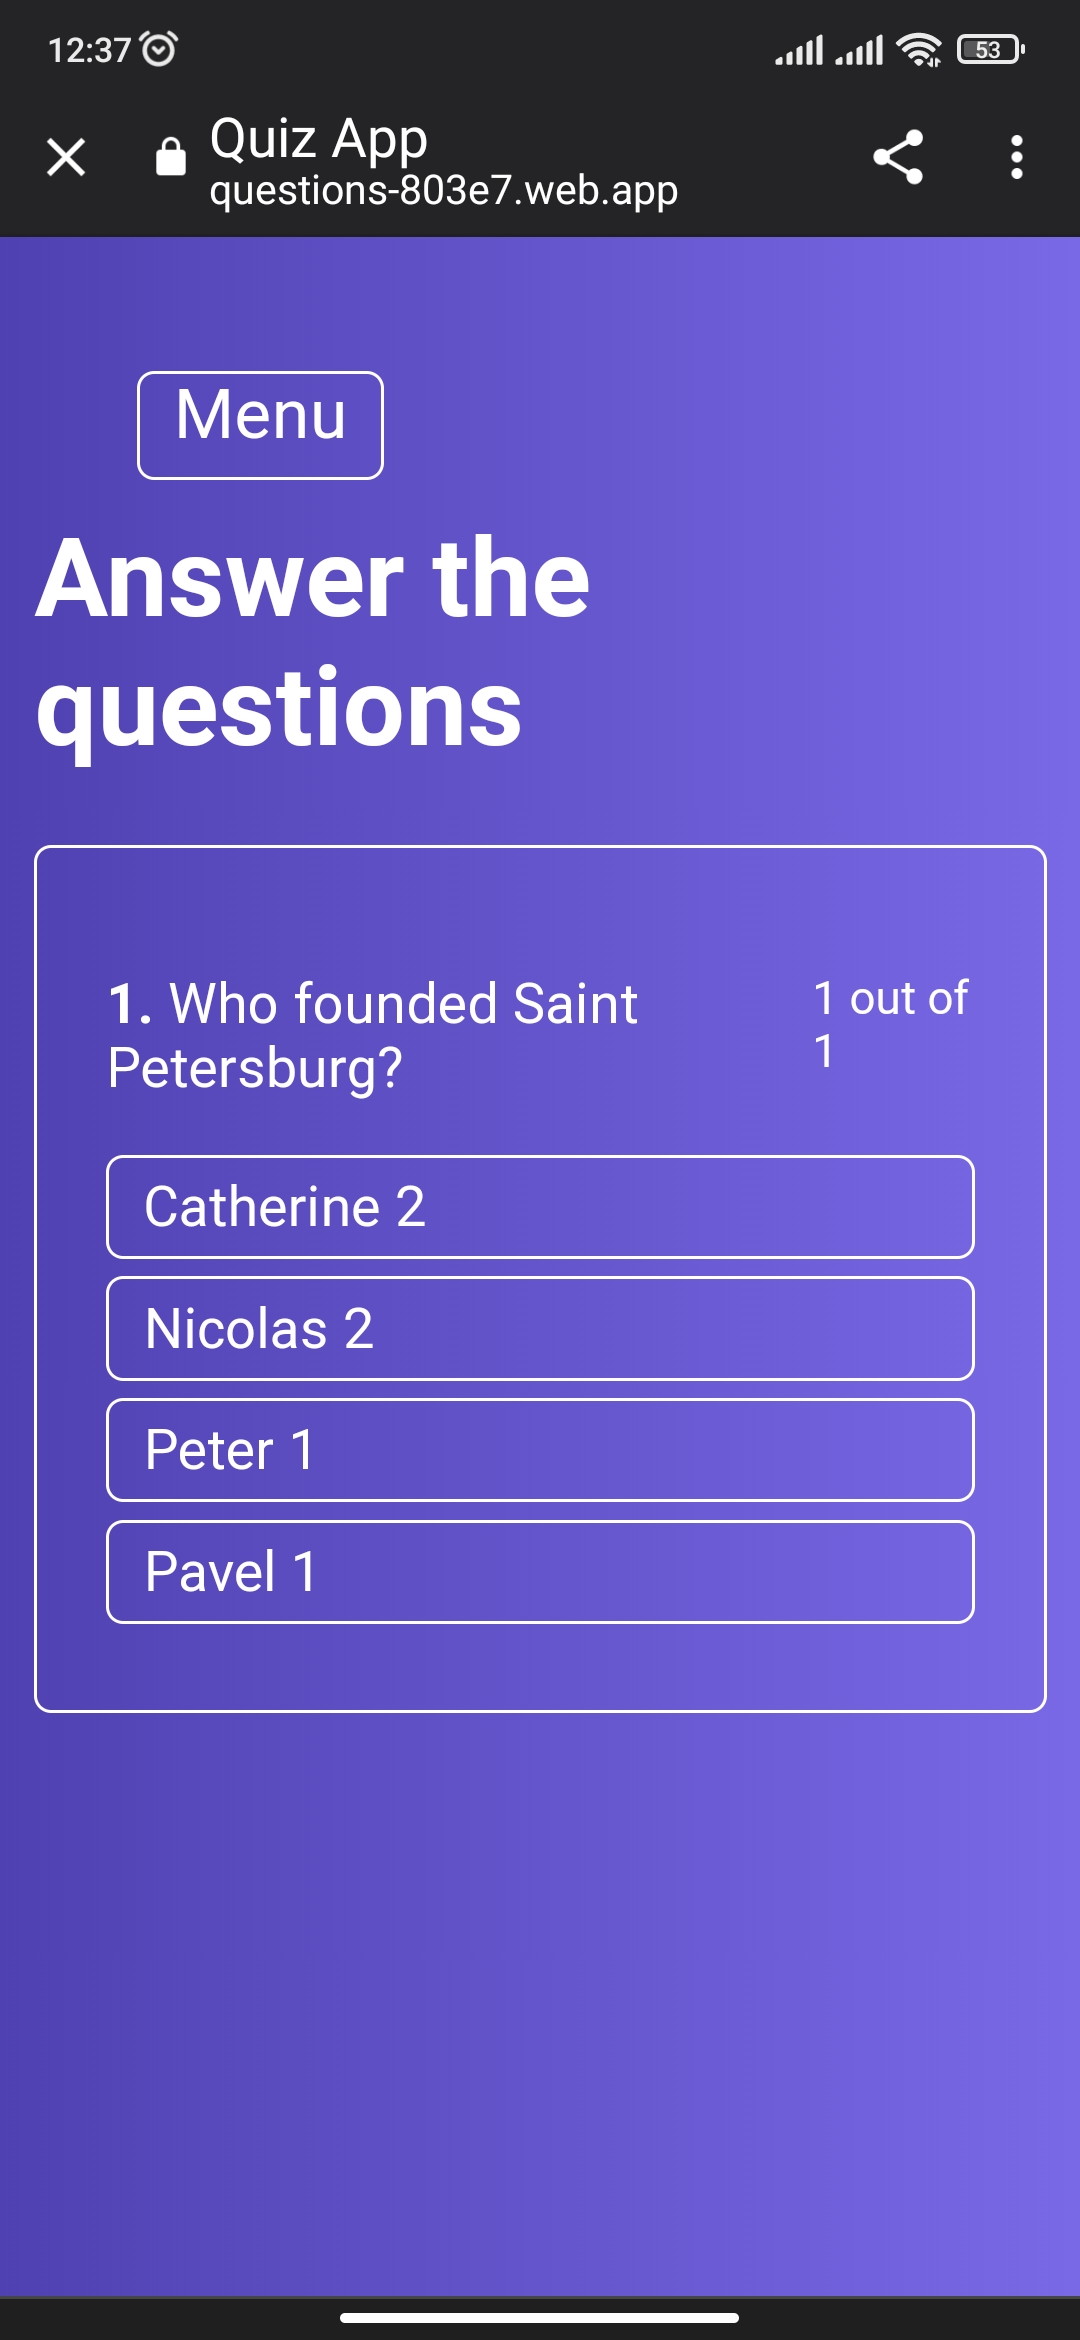 12:37
53
Quiz App
questions-803e7.web.app
Menu
Answer the
questions
1. Who founded Saint
Petersburg?
1 out of
1
Catherine 2
Nicolas 2
Peter 1
Pavel 1